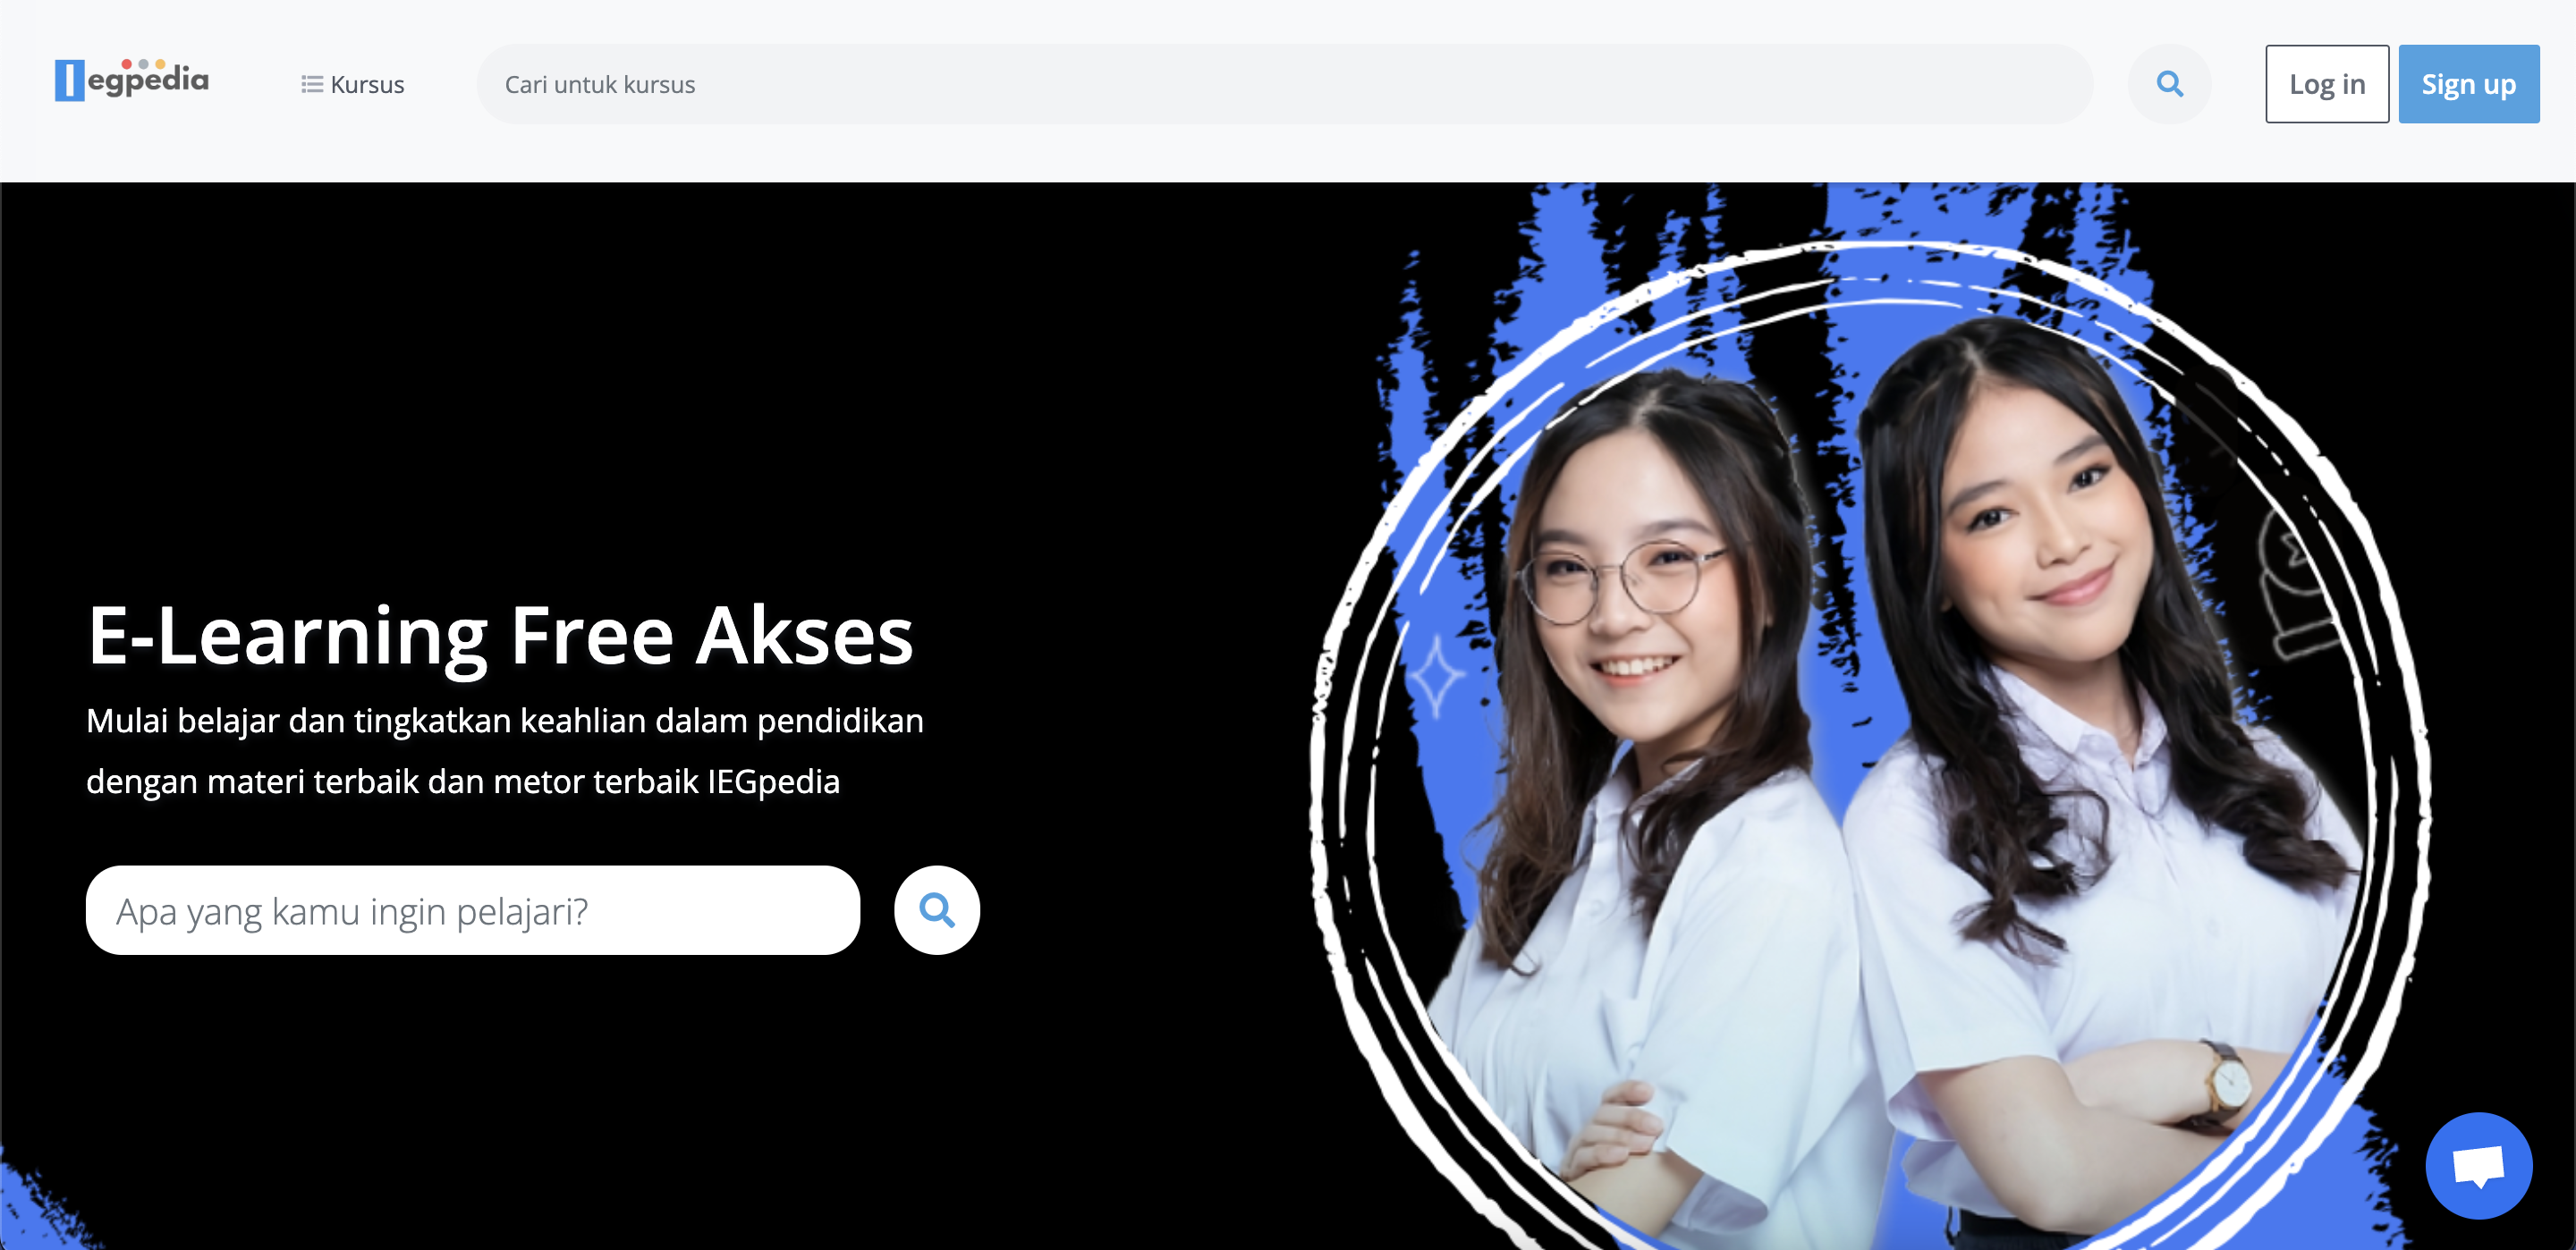 Iegpedia
Kursus
Cari untuk kursus
Log in
Sign up
E-Learning Free Akses
Mulai belajar dan tingkatkan keahlian dalam pendidikan
dengan materi terbaik dan metor terbaik IEGpedia
Apa yang kamu ingin pelajari?